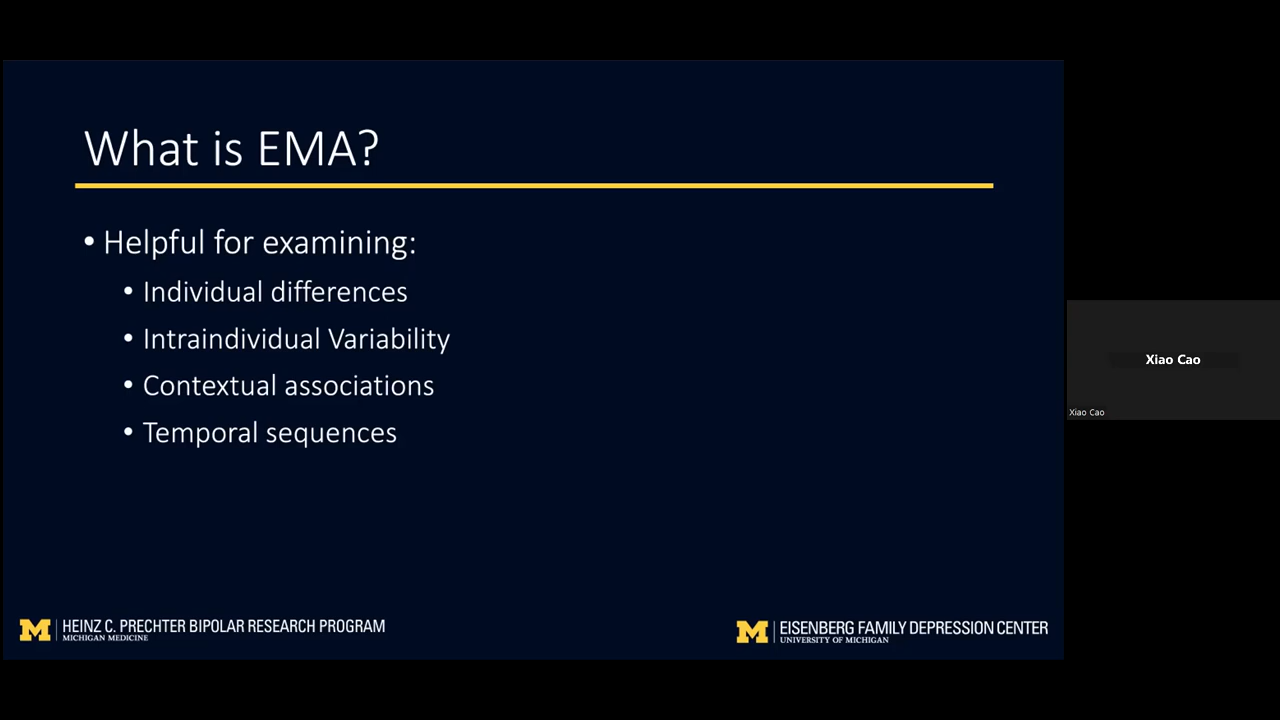 What is EMA?
• Helpful for examining:
• Individual differences
• Intraindividual Variability
• Contextual associations
• Temporal sequences
Xiao Cao
Xiao Cao
M | HEINZ C. PRECHTER BIPOLAR RESEARCH PROGRAM
MICHIGAN MEDICINE
M | EISENBERG FAMILY DEPRESSION CENTER
UNIVERSITY OF MICHIGAN